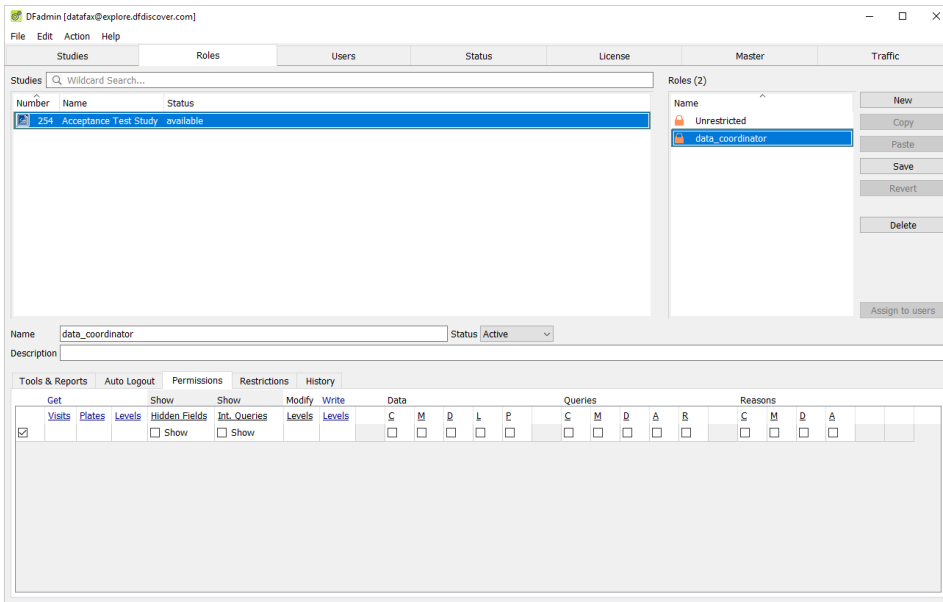 DFadmin [datafax@explore.dfdiscover.com]
File Edit Action Help
Studies Roles Users Status License Master Traffic
Studies Wildcard Search... Roles (2)
Number Name Status Name New
254 Acceptance Test Study available Unrestricted Copy
data_coordinator Paste
Save
Revert
Delete
Assign to users
Name data_coordinator Status Active
Description
Tools & Reports Auto Logout Permissions Restrictions History
Get Show Show Modify Write Data Queries Reasons
Visits Plates Levels Hidden Fields Int. Queries Levels Levels C M D L P C M D A R C M D A
Show Show